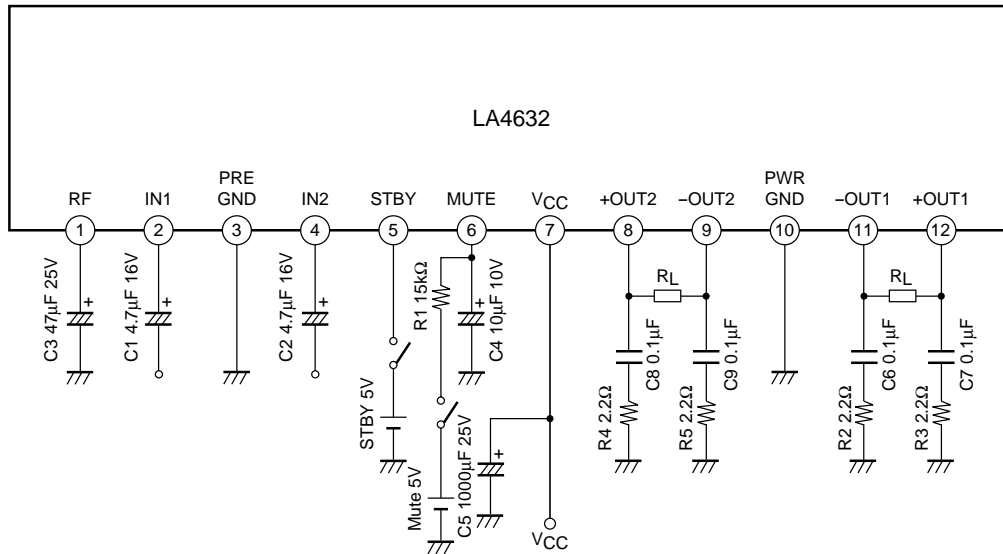 LA4632
RF
IN1
PRE
GND
IN2
STBY
MUTE
VCC
+OUT2
–OUT2
PWR
GND
–OUT1
+OUT1
1
2
3
4
5
6
7
8
9
10
11
12
C3 47µF 25V
+
C1 4.7µF 16V
+
C2 4.7µF 16V
+
STBY 5V
R1 15kΩ
Mute 5V
+
C4 10µF 10V
C5 1000µF 25V
+
VCC
RL
C8 0.1µF
R4 2.2Ω
C9 0.1µF
R5 2.2Ω
RL
C6 0.1µF
R2 2.2Ω
C7 0.1µF
R3 2.2Ω